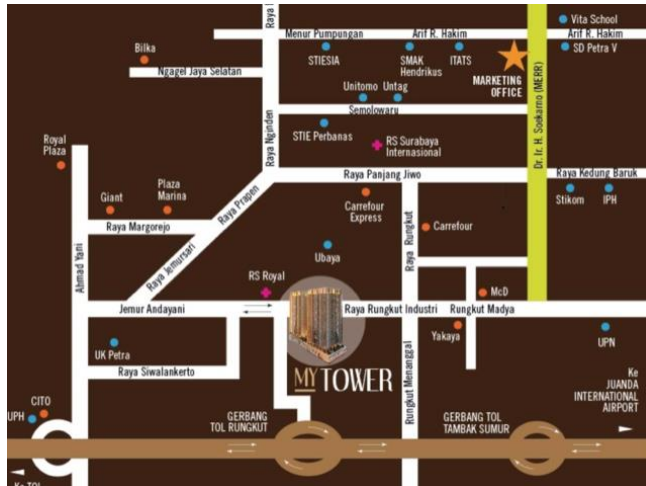 Raya
Menur Pumpungan
Arif R. Hakim
Vita School
Arif R. Hakim
SD Petra V
Bilka
STIESIA
SMAK
Hendrikus
ITATS
MARKETING
OFFICE
Ngagel Jaya Selatan
Unitomo
Untag
Semolowaru
Raya Nginden
STIE Perbanas
RS Surabaya
Internasional
Dr. Ir. H. Soekarno (MERR)
Royal
Plaza
Raya Panjang Jiwo
Raya Kedung Baruk
Stikom
IPH
Giant
Plaza
Marina
Raya Prapen
Carrefour
Express
Raya Margorejo
Raya Rungkut
Carrefour
Ahmad Yani
Raya Jemursari
Ubaya
RS Royal
McD
Jemur Andayani
Raya Rungkut Industri
Rungkut Madya
Yakaya
UPN
UK Petra
Raya Siwalankerto
MY TOWER
Rungkut Menanggal
Ke
JUANDA
INTERNATIONAL
AIRPORT
CITO
UPH
GERBANG
TOL RUNGKUT
GERBANG TOL
TAMBAK SUMUR
Ke TOL